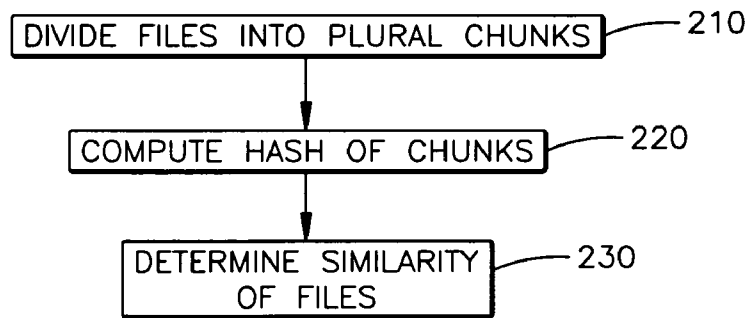 DIVIDE FILES INTO PLURAL CHUNKS 210
COMPUTE HASH OF CHUNKS 220
DETERMINE SIMILARITY 230
OF FILES